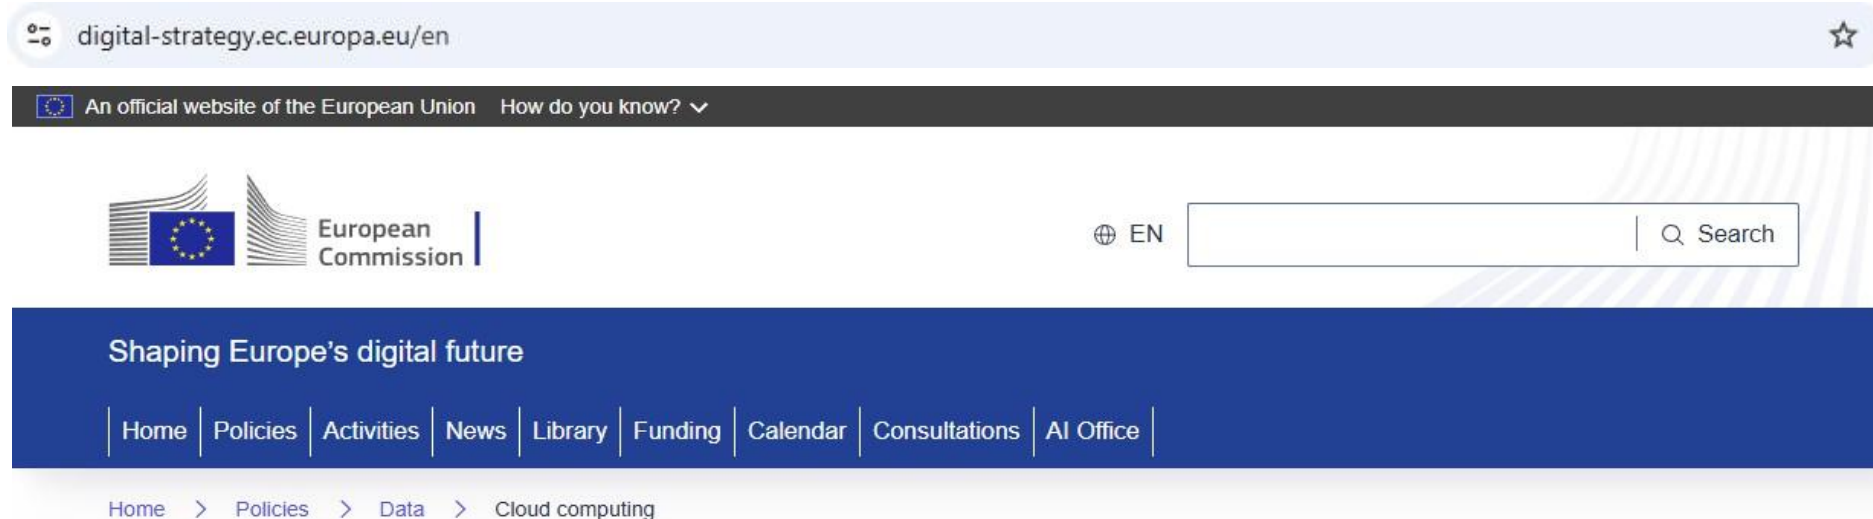 digital-strategy.ec.europa.eu/en
An official website of the European Union How do you know?
European
Commission
EN
Search
Shaping Europe's digital future
Home Policies Activities News Library Funding Calendar Consultations AI Office
Home > Policies > Data > Cloud computing